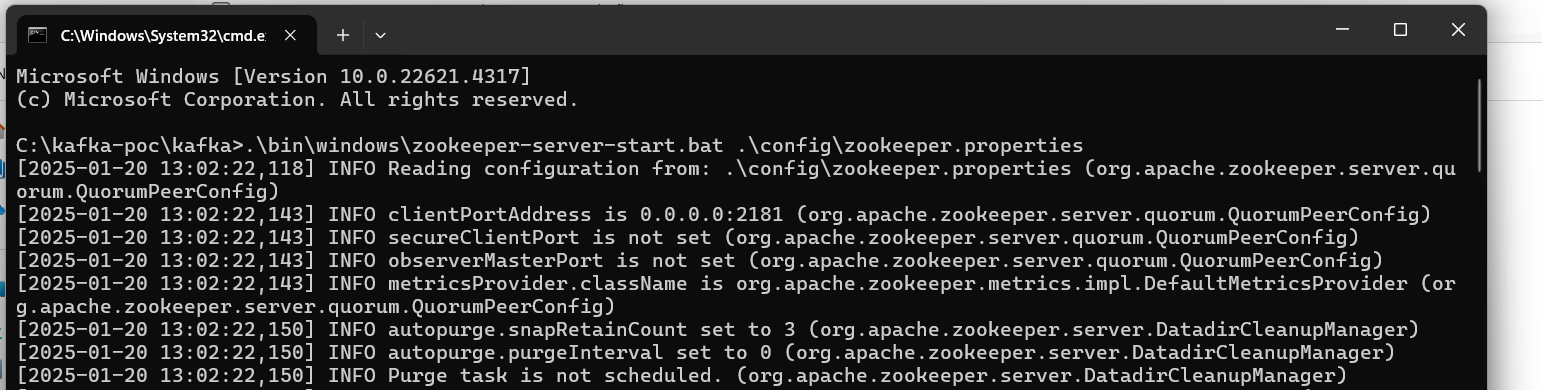 C:\Windows\System32\cmd.e
Microsoft Windows [Version 10.0.22621.4317]
(c) Microsoft Corporation. All rights reserved.
C:\kafka-poc\kafka>.\bin\windows\zookeeper-server-start.bat .\config\zookeeper.properties
[2025-01-20 13:02:22,118] INFO Reading configuration from: .\config\zookeeper.properties (org.apache.zookeeper.server.qu
orum.QuorumPeerConfig)
[2025-01-20 13:02:22,143] INFO clientPortAddress is 0.0.0.0:2181 (org.apache.zookeeper.server.quorum.QuorumPeerConfig)
[2025-01-20 13:02:22,143] INFO secureClientPort is not set (org.apache.zookeeper.server.quorum.QuorumPeerConfig)
[2025-01-20 13:02:22,143] INFO observerMasterPort is not set (org.apache.zookeeper.server.quorum.QuorumPeerConfig)
[2025-01-20 13:02:22,143] INFO metricsProvider.className is org.apache.zookeeper.metrics.impl.DefaultMetricsProvider (or
g.apache.zookeeper.server.quorum.QuorumPeerConfig)
[2025-01-20 13:02:22,150] INFO autopurge.snapRetainCount set to 3 (org.apache.zookeeper.server.DatadirCleanupManager)
[2025-01-20 13:02:22,150] INFO autopurge.purgeInterval set to 0 (org.apache.zookeeper.server.DatadirCleanupManager)
[2025-01-20 13:02:22,150] INFO Purge task is not scheduled. (org.apache.zookeeper.server.DatadirCleanupManager)